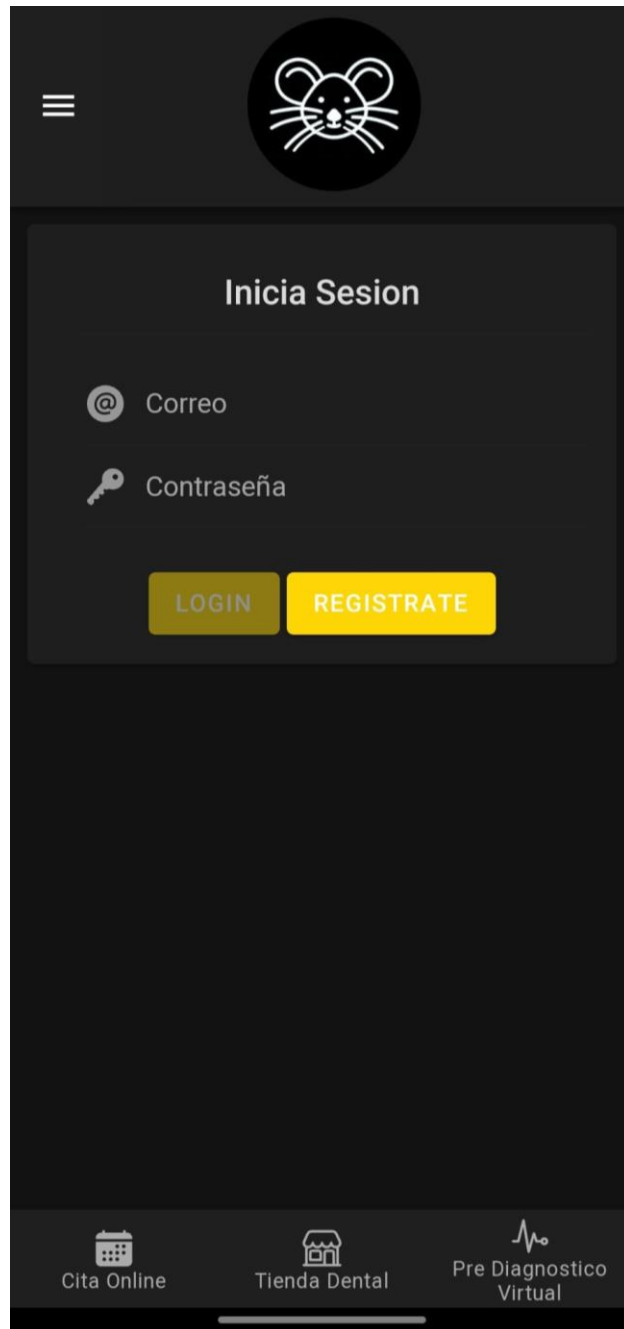 Inicia Sesion
Correo
Contraseña
LOGIN REGISTRATE
Cita Online
Tienda Dental
Pre Diagnostico
Virtual